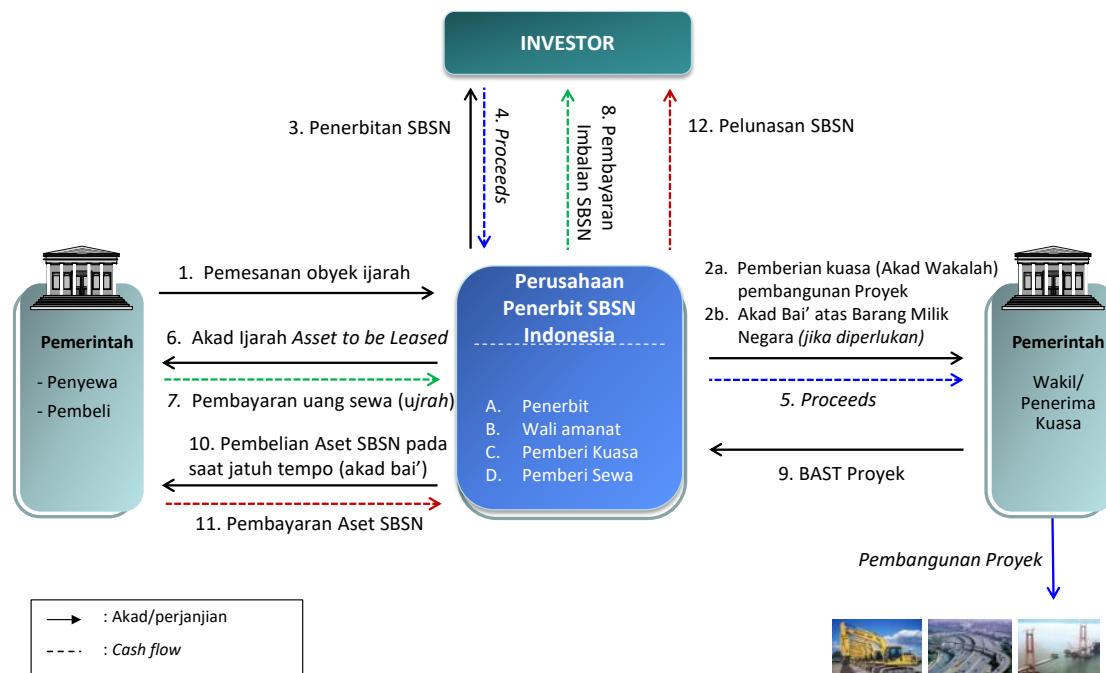 INVESTOR
3. Penerbitan SBSN
4. Proceeds
8. Pembayaran
Imbalan SBSN
12. Pelunasan SBSN
Pemerintah
- Penyewa
- Pembeli
1. Pemesanan obyek ijarah
6. Akad Ijarah Asset to be Leased
7. Pembayaran uang sewa (ujrah)
10. Pembelian Aset SBSN pada
saat jatuh tempo (akad bai’)
11. Pembayaran Aset SBSN
Perusahaan
Penerbit SBSN
Indonesia
A. Penerbit
B. Wali amanat
C. Pemberi Kuasa
D. Pemberi Sewa
2a. Pemberian kuasa (Akad Wakalah)
pembangunan Proyek
2b. Akad Bai’ atas Barang Milik
Negara (jika diperlukan)
5. Proceeds
9. BAST Proyek
Pemerintah
Wakil/
Penerima
Kuasa
Pembangunan Proyek
: Akad/perjanjian
: Cash flow